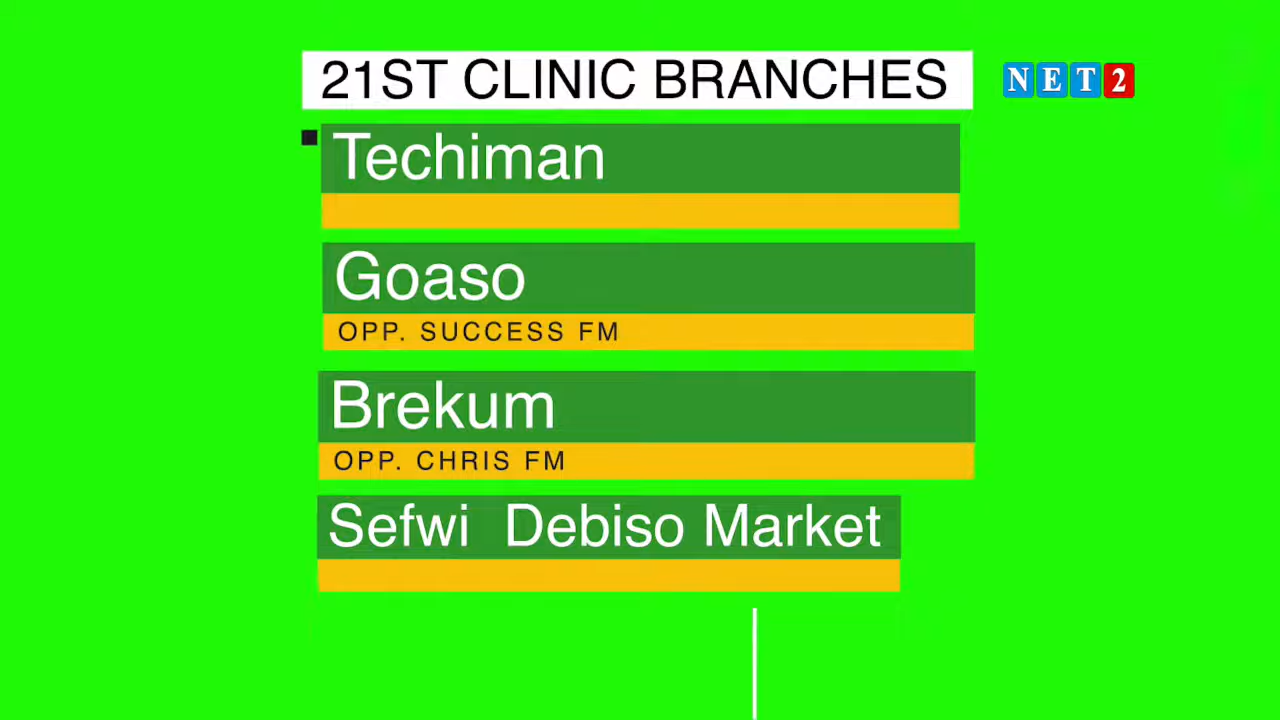 21ST CLINIC BRANCHES
NET2
Techiman
Goaso
OPP. SUCCESS FM
Brekum
OPP. CHRIS FM
Sefwi Debiso Market